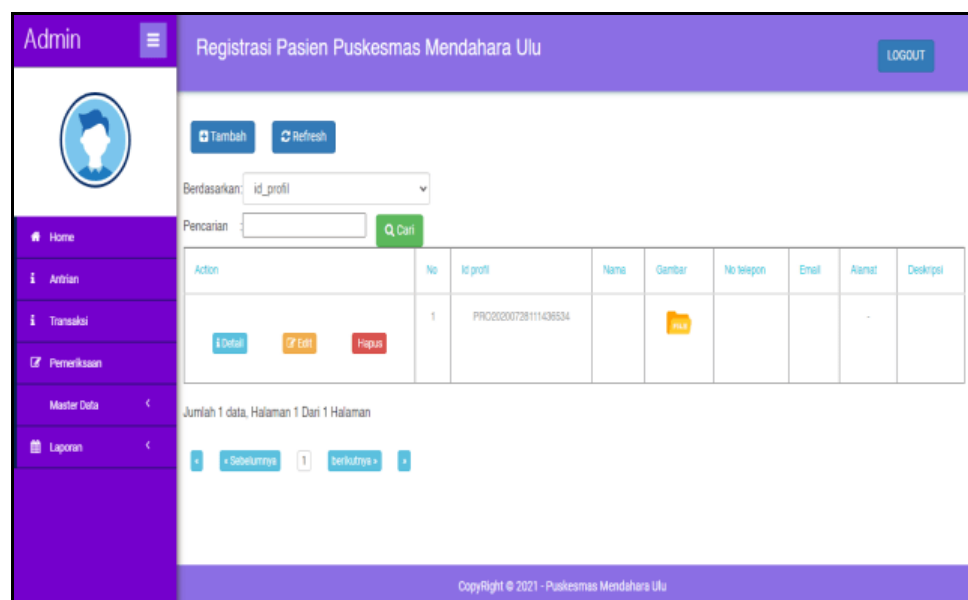 Admin
Registrasi Pasien Puskesmas Mendahara Ulu
LOGOUT
Tambah
Refresh
Berdasarkan: id_profil
Pencarian :
Cari
Home
Antrian
Transaksi
Pemeriksaan
Master Data
Laporan
Action No Id profil Nama Gambar No telepon Email Alamat Deskripsi
1 PRO20200728111436534 -
Detail Edit Hapus
Jumlah 1 data, Halaman 1 Dari 1 Halaman
« « Sebelumnya 1 berikutnya » »
CopyRight © 2021 - Puskesmas Mendahara Ulu